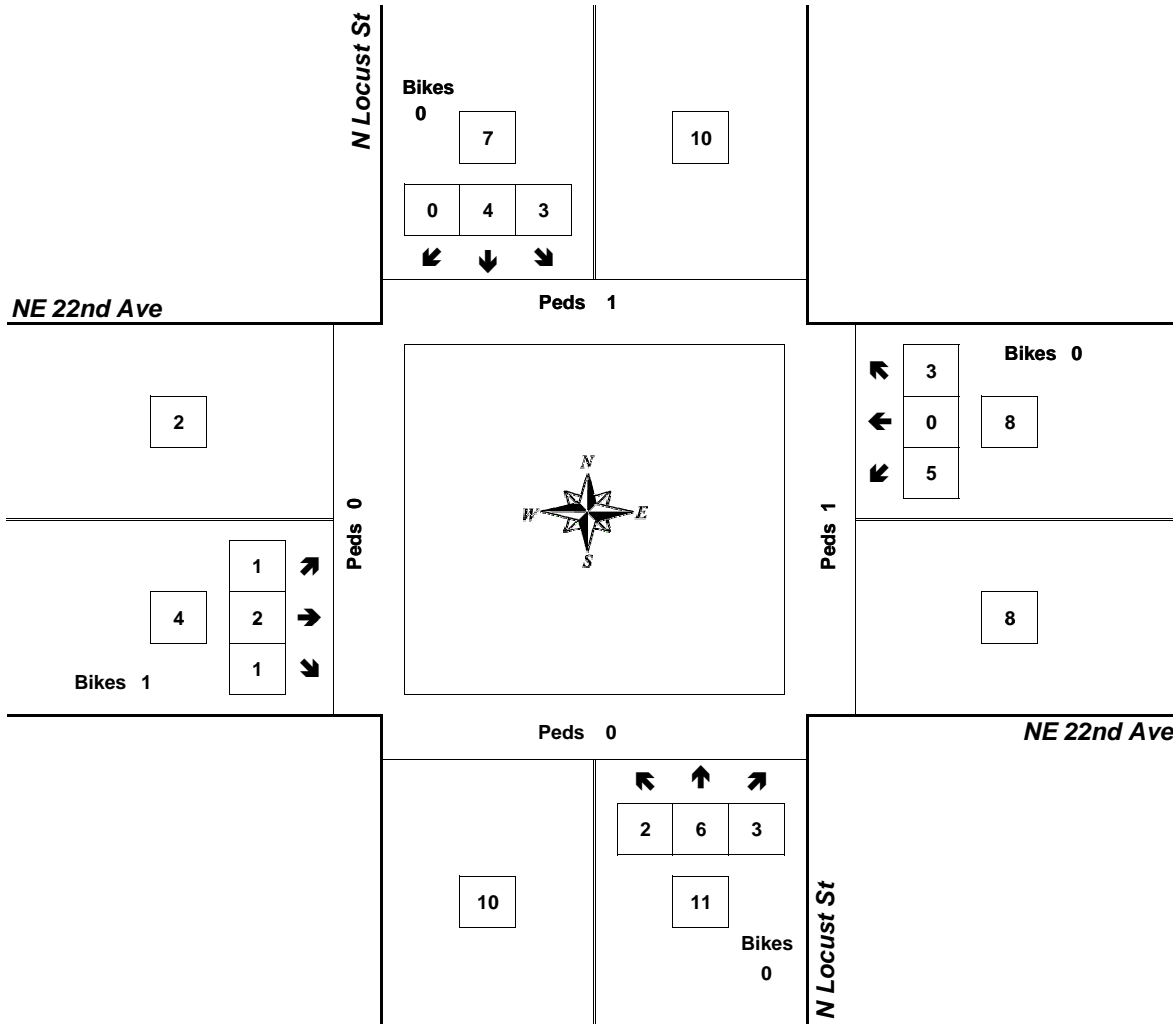 N Locust St
Bikes
0
7
10
0 4 3
Peds 1
NE 22nd Ave
Bikes 0
3
2
0 8
5
N
W E
S
Peds 0
Peds 1
1
4 2
8
1
Bikes 1
Peds 0
NE 22nd Ave
2 6 3
10
11
Bikes
0
N Locust St